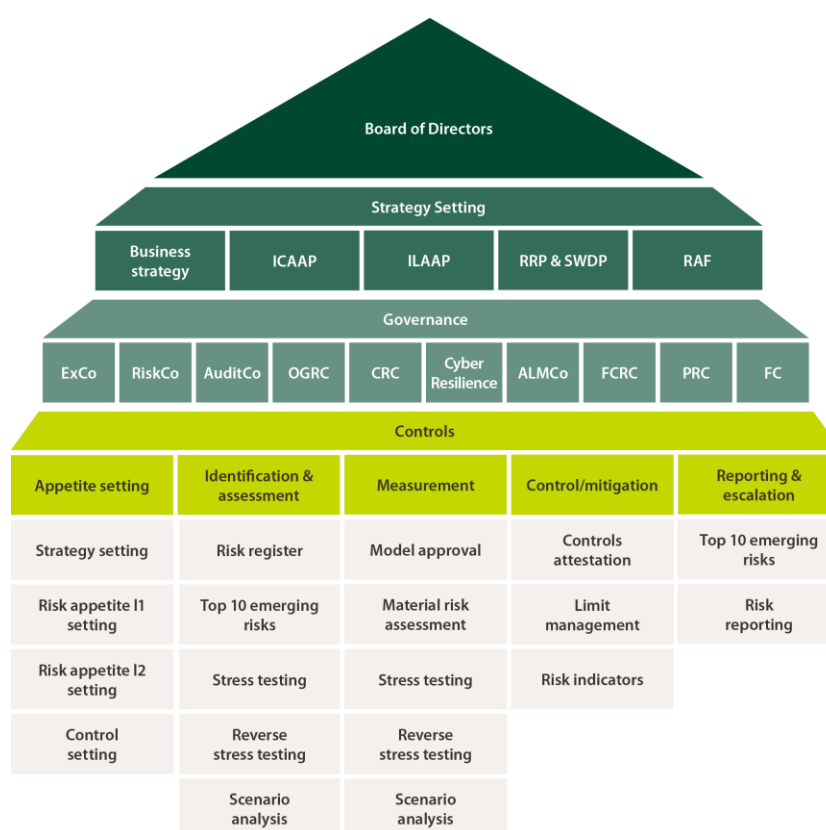 Board of Directors
Strategy Setting
Business
strategy
ICAAP
ILAAP
RRP & SWDP
RAF
Governance
ExCo
RiskCo
AuditCo
OGRC
CRC
Cyber
Resilience
ALMCo
FCRC
PRC
FC
Controls
Appetite setting
Identification &
assessment
Measurement
Control/mitigation
Reporting &
escalation
Strategy setting
Risk register
Model approval
Controls
attestation
Top 10 emerging
risks
Risk appetite l1
setting
Top 10 emerging
risks
Material risk
assessment
Limit
management
Risk
reporting
Risk appetite l2
setting
Stress testing
Stress testing
Risk indicators
Control
setting
Reverse
stress testing
Reverse
stress testing
Scenario
analysis
Scenario
analysis